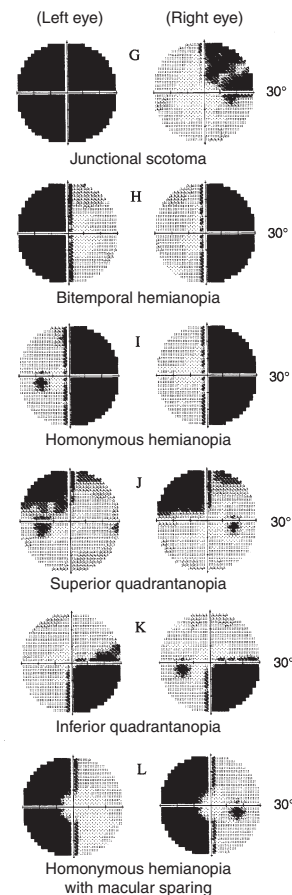 (Left eye) (Right eye)
G
30°
Junctional scotoma
H
30°
Bitemporal hemianopia
I
30°
Homonymous hemianopia
J
30°
Superior quadrantanopia
K
30°
Inferior quadrantanopia
L
30°
Homonymous hemianopia
with macular sparing